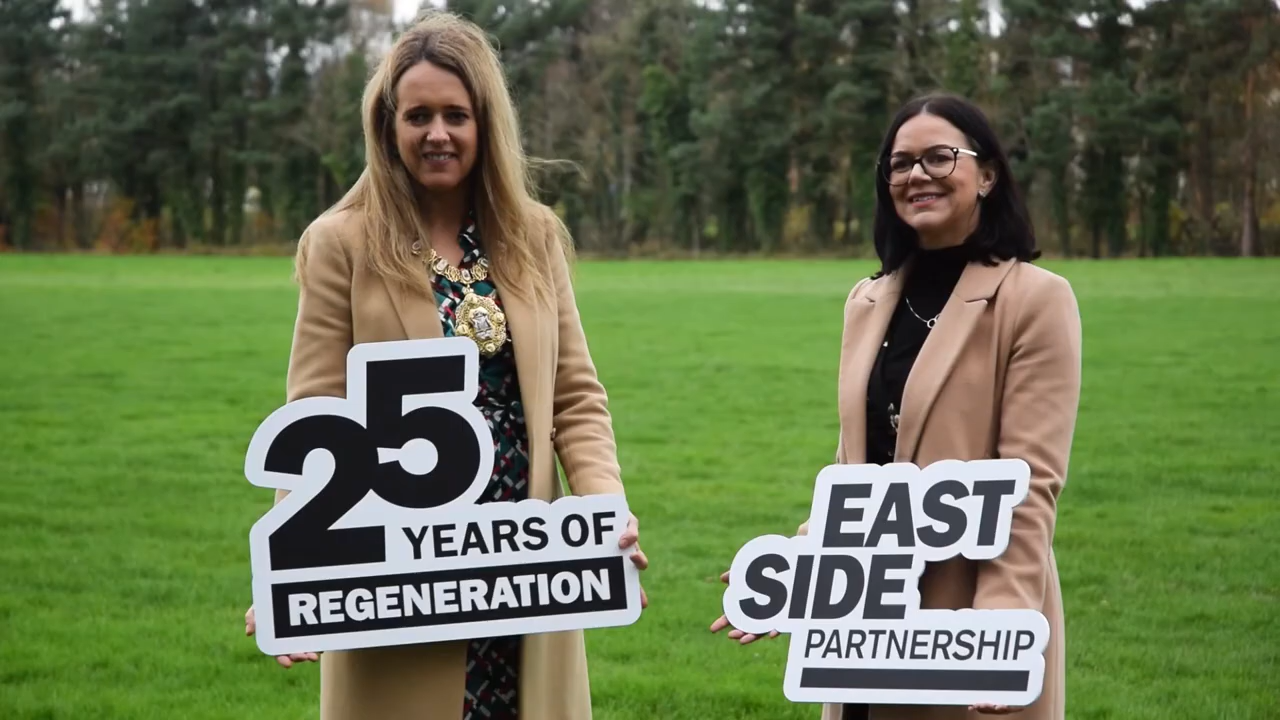 25
YEARS OF
REGENERATION
EAST
SIDE
PARTNERSHIP